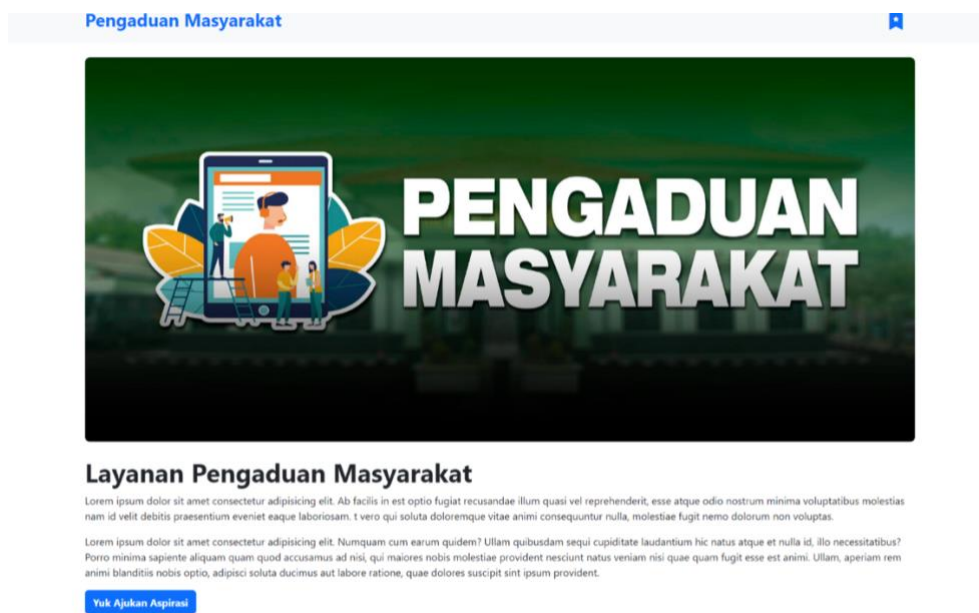 Pengaduan Masyarakat
PENGADUAN
MASYARAKAT
Layanan Pengaduan Masyarakat
Lorem ipsum dolor sit amet consectetur adipisicing elit. Ab facilis in est optio fugiat recusandae illum quasi vel reprehenderit, esse atque odio nostrum minima voluptatibus molestias
nam id velit debitis praesentium eveniet eaque laboriosam. t vero qui soluta doloremque vitae animi consequuntur nulla, molestiae fugit nemo dolorum non voluptas.
Lorem ipsum dolor sit amet consectetur adipisicing elit. Numquam cum earum quidem? Ullam quibusdam sequi cupiditate laudantium hic natus atque et nulla id, illo necessitatibus?
Porro minima sapiente aliquam quam quod accusamus ad nisi, qui maiores nobis molestiae provident nesciunt natus veniam nisi quae quam fugit esse est animi. Ullam, aperiam rem
animi blanditiis nobis optio, adipisci soluta ducimus aut labore ratione, quae dolores suscipit sint ipsum provident.
Yuk Ajukan Aspirasi